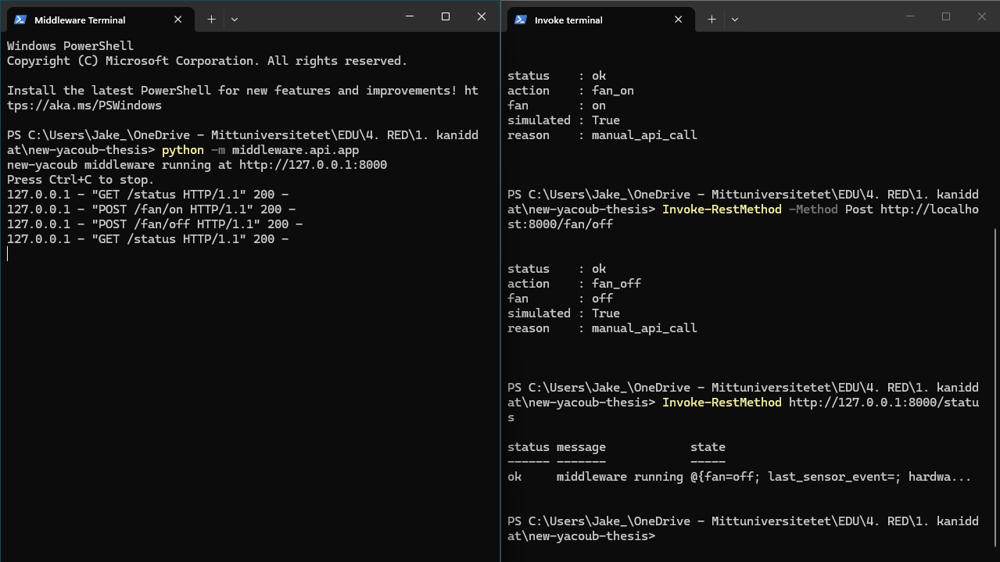 Middleware Terminal
Windows PowerShell
Copyright (C) Microsoft Corporation. All rights reserved.
Install the latest PowerShell for new features and improvements! ht
tps://aka.ms/PSWindows
PS C:\Users\Jake_\OneDrive - Mittuniversitetet\EDU\4. RED\1. kanidd
at\new-yacoub-thesis> python -m middleware.api.app
new-yacoub middleware running at http://127.0.0.1:8000
Press Ctrl+C to stop.
127.0.0.1 - "GET /status HTTP/1.1" 200 -
127.0.0.1 - "POST /fan/on HTTP/1.1" 200 -
127.0.0.1 - "POST /fan/off HTTP/1.1" 200 -
127.0.0.1 - "GET /status HTTP/1.1" 200 -
Invoke terminal
status    : ok
action    : fan_on
fan       : on
simulated : True
reason    : manual_api_call
PS C:\Users\Jake_\OneDrive - Mittuniversitetet\EDU\4. RED\1. kanidd
at\new-yacoub-thesis> Invoke-RestMethod -Method Post http://localho
st:8000/fan/off
status    : ok
action    : fan_off
fan       : off
simulated : True
reason    : manual_api_call
PS C:\Users\Jake_\OneDrive - Mittuniversitetet\EDU\4. RED\1. kanidd
at\new-yacoub-thesis> Invoke-RestMethod http://127.0.0.1:8000/statu
s
status message            state
------ -------            -----
ok     middleware running @{fan=off; last_sensor_event=; hardwa...
PS C:\Users\Jake_\OneDrive - Mittuniversitetet\EDU\4. RED\1. kanidd
at\new-yacoub-thesis>